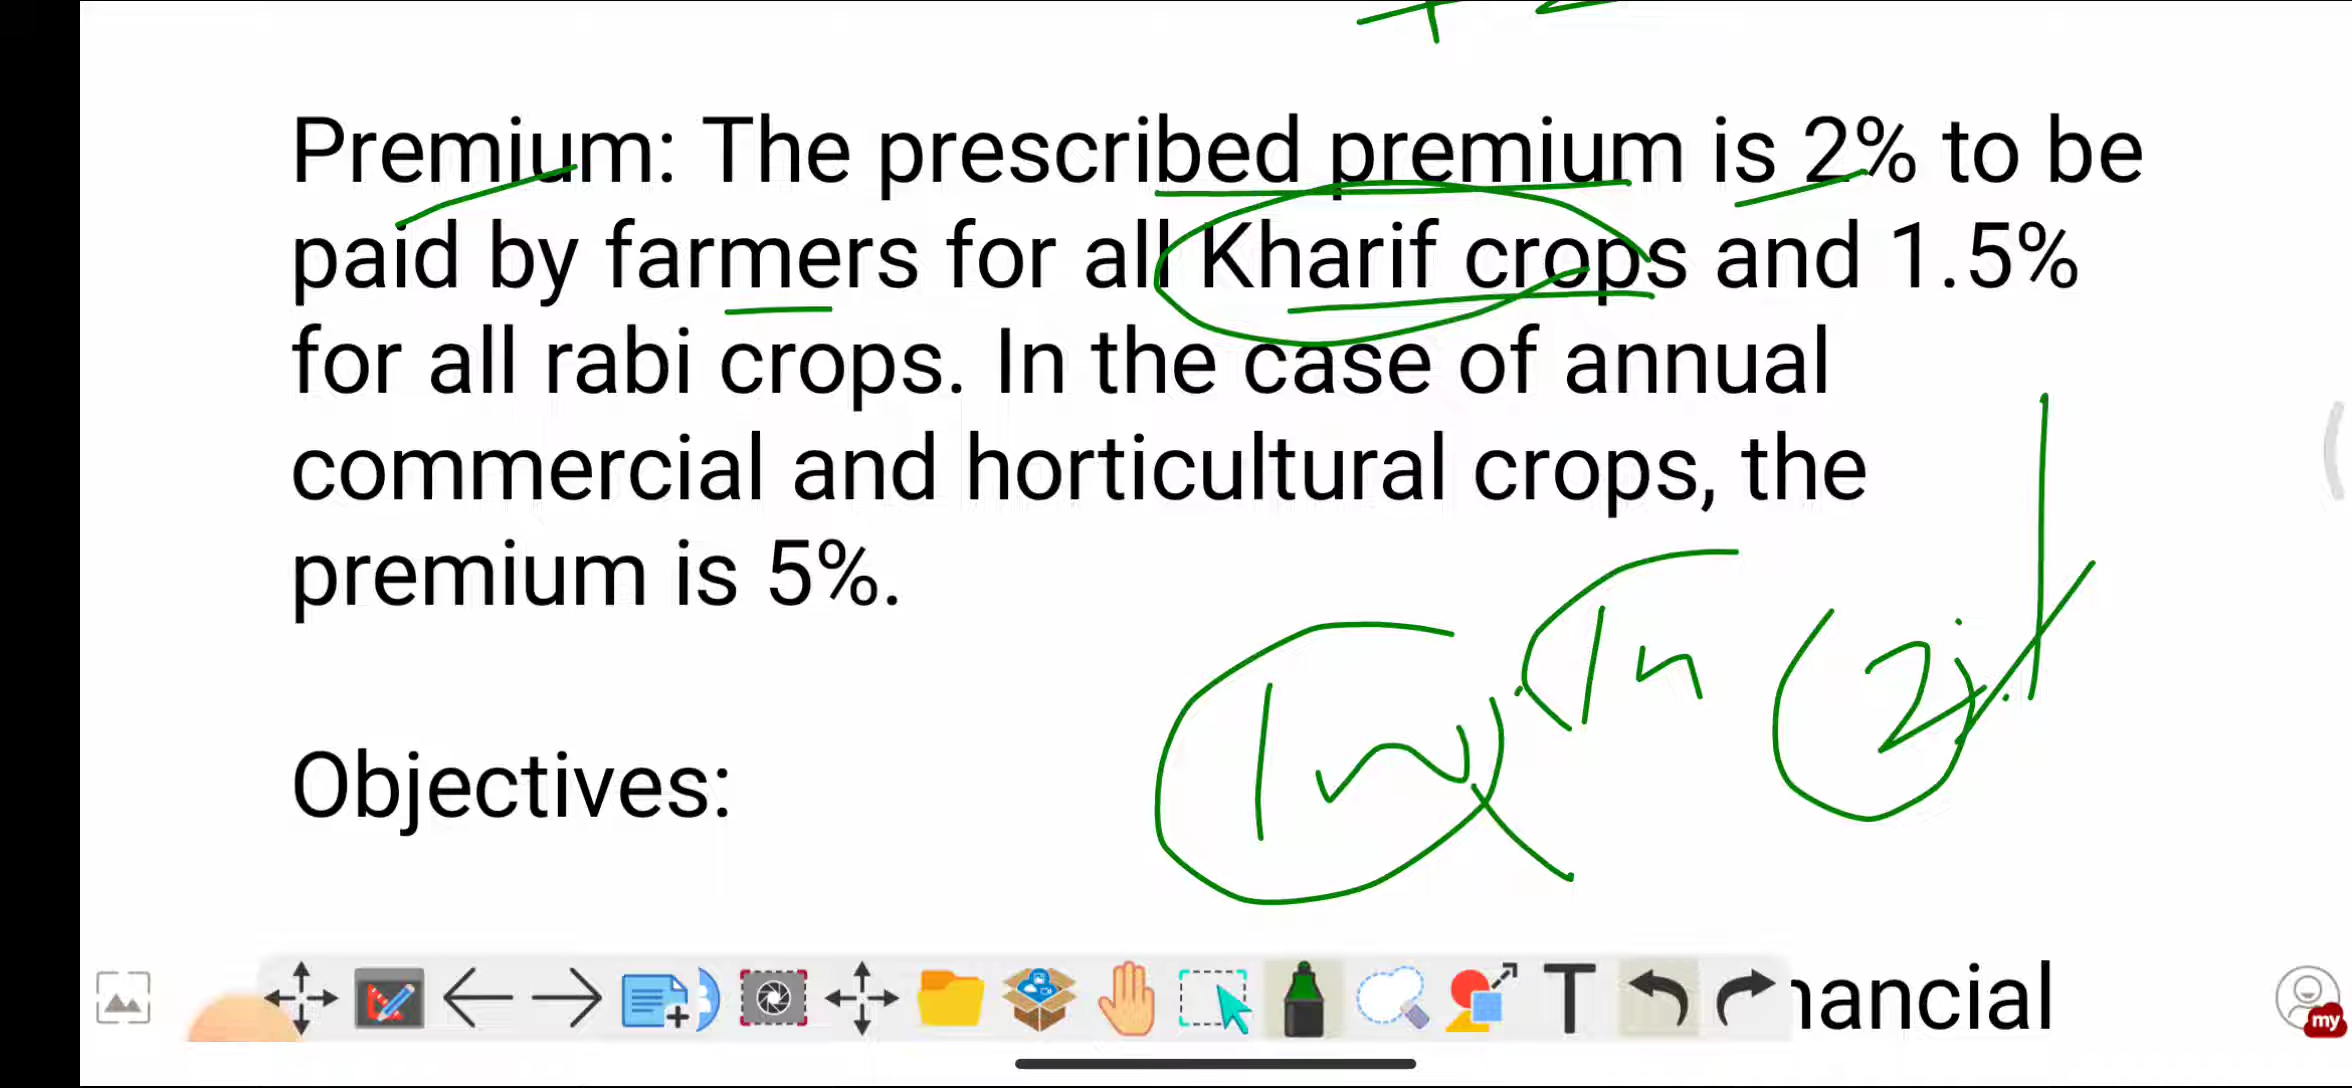 Premium: The prescribed premium is 2% to be
paid by farmers for all Kharif crops and 1.5%
for all rabi crops. In the case of annual
commercial and horticultural crops, the
premium is 5%.
Objectives:
T
my